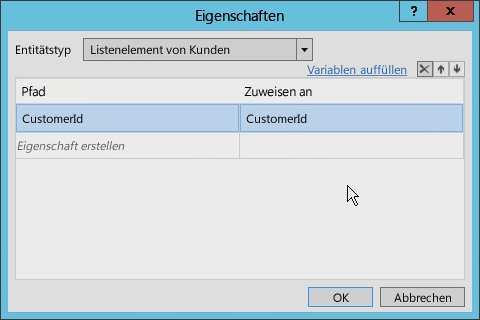 Eigenschaften
?
Entitätstyp Listenelement von Kunden
Variablen auffüllen
Pfad Zuweisen an
CustomerId CustomerId
Eigenschaft erstellen
OK Abbrechen